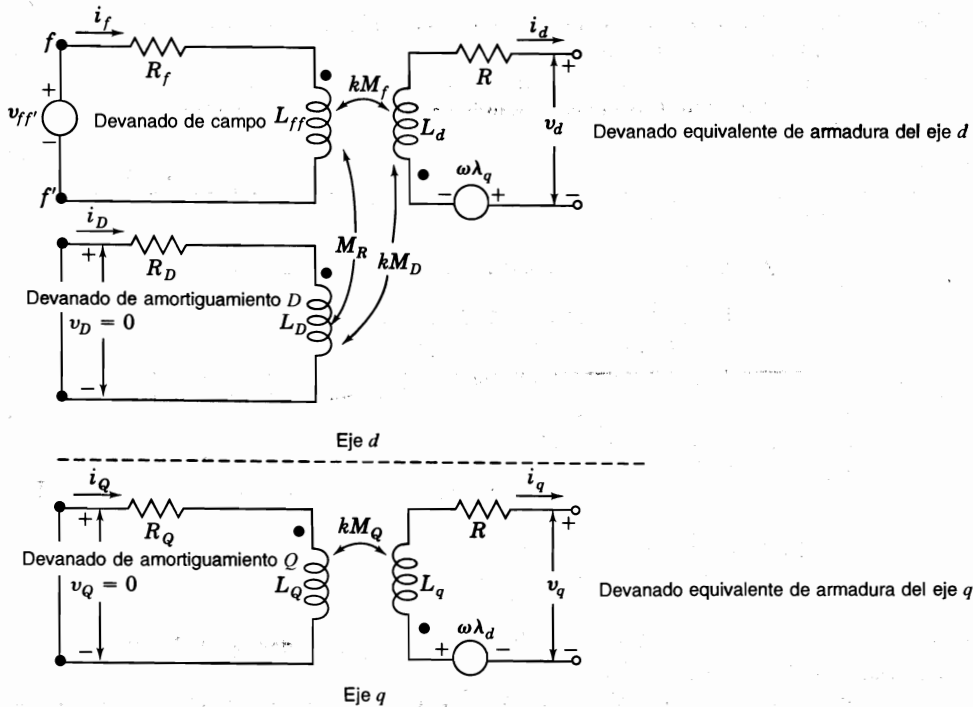 i_f
f
R_f
+
v_ff'
−
Devanado de campo
L_ff
f'
kM_f
i_d
R
+
L_d
v_d
Devanado equivalente de armadura del eje d
ωλ_q
− +
−
i_D
+
R_D
M_R
kM_D
Devanado de amortiguamiento D
v_D = 0
L_D
−
Eje d
i_Q
+
R_Q
kM_Q
Devanado de amortiguamiento Q
v_Q = 0
L_Q
−
i_q
R
+
L_q
v_q
Devanado equivalente de armadura del eje q
ωλ_d
+ −
−
Eje q